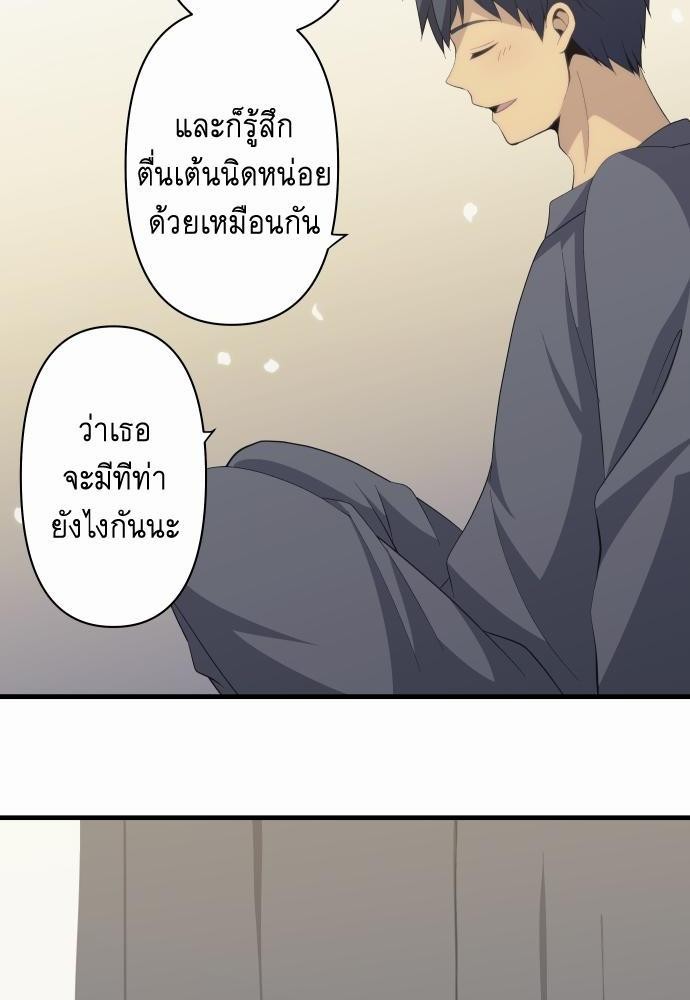 และก็รู้สึก
ตื่นเต้นนิดหน่อย
ด้วยเหมือนกัน
ว่าเธอ
จะมีทีท่า
ยังไงกันนะ